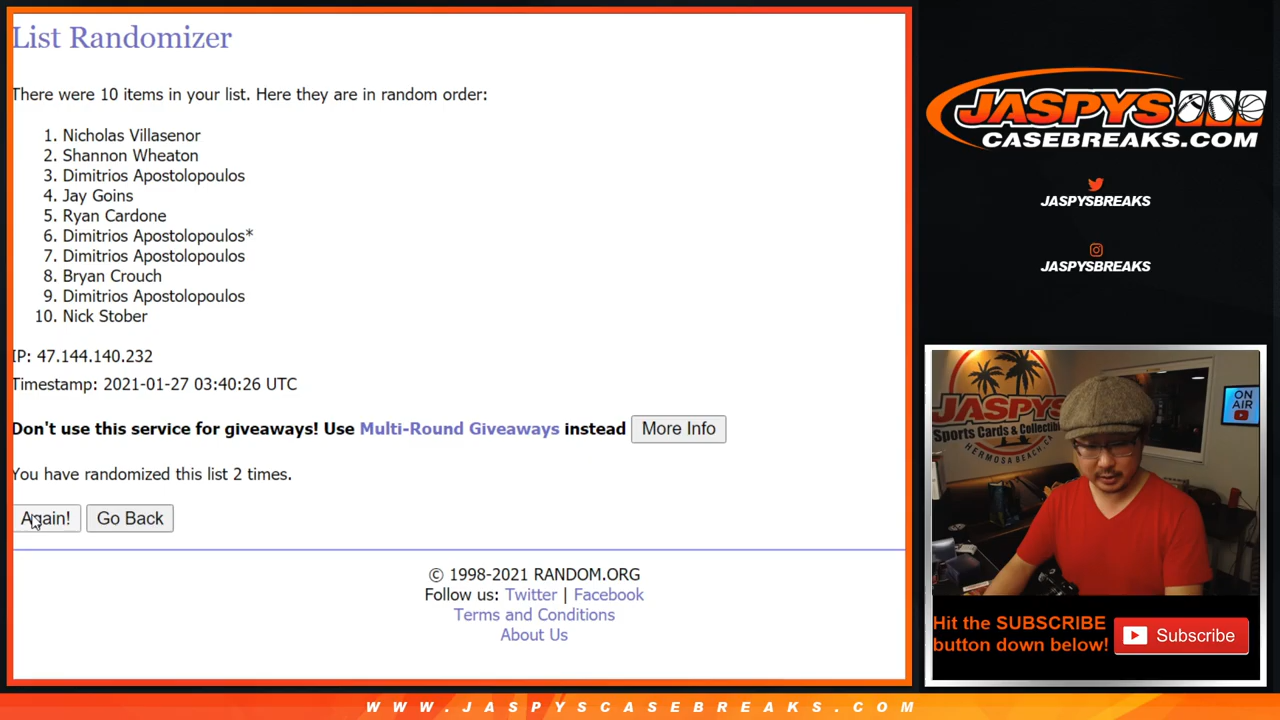 List Randomizer
There were 10 items in your list. Here they are in random order:
1. Nicholas Villasenor
2. Shannon Wheaton
3. Dimitrios Apostolopoulos
4. Jay Goins
5. Ryan Cardone
6. Dimitrios Apostolopoulos*
7. Dimitrios Apostolopoulos
8. Bryan Crouch
9. Dimitrios Apostolopoulos
10. Nick Stober
IP: 47.144.140.232
Timestamp: 2021-01-27 03:40:26 UTC
Don't use this service for giveaways! Use Multi-Round Giveaways instead More Info
You have randomized this list 2 times.
Again! Go Back
© 1998-2021 RANDOM.ORG
Follow us: Twitter | Facebook
Terms and Conditions
About Us
JASPYS
CASEBREAKS.COM
JASPYSBREAKS
JASPYSBREAKS
JASPYS
Sports Cards & Collectibl
HERMOSA BEACH, CA
ON
AIR
Hit the SUBSCRIBE
button down below!
Subscribe
WWW.JASPYSCASEBREAKS.COM